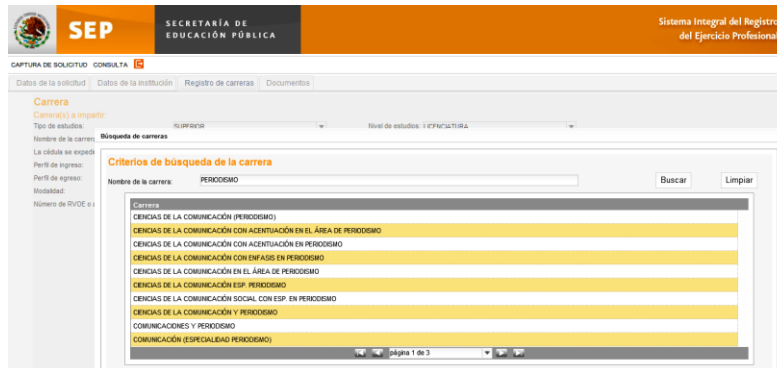 SEP
SECRETARÍA DE
EDUCACIÓN PÚBLICA
Sistema Integral del Registro
del Ejercicio Profesional
CAPTURA DE SOLICITUD CONSULTA
Datos de la solicitud Datos de la institución Registro de carreras Documentos
Carrera
Carrera(s) a impartir:
Tipo de estudios: SUPERIOR Nivel de estudios: LICENCIATURA
Nombre de la carrera
Búsqueda de carreras
La cédula se expide
Perfil de ingreso:
Perfil de egreso:
Modalidad:
Número de RVOE o
Criterios de búsqueda de la carrera
Nombre de la carrera: PERIODISMO Buscar Limpiar
Carrera
CIENCIAS DE LA COMUNICACIÓN (PERIODISMO)
CIENCIAS DE LA COMUNICACIÓN CON ACENTUACIÓN EN EL ÁREA DE PERIODISMO
CIENCIAS DE LA COMUNICACIÓN CON ACENTUACIÓN EN PERIODISMO
CIENCIAS DE LA COMUNICACIÓN CON ENFASIS EN PERIODISMO
CIENCIAS DE LA COMUNICACIÓN EN EL ÁREA DE PERIODISMO
CIENCIAS DE LA COMUNICACIÓN ESP. PERIODISMO
CIENCIAS DE LA COMUNICACIÓN SOCIAL CON ESP. EN PERIODISMO
CIENCIAS DE LA COMUNICACIÓN Y PERIODISMO
COMUNICACIONES Y PERIODISMO
COMUNICACIÓN (ESPECIALIDAD PERIODISMO)
página 1 de 3